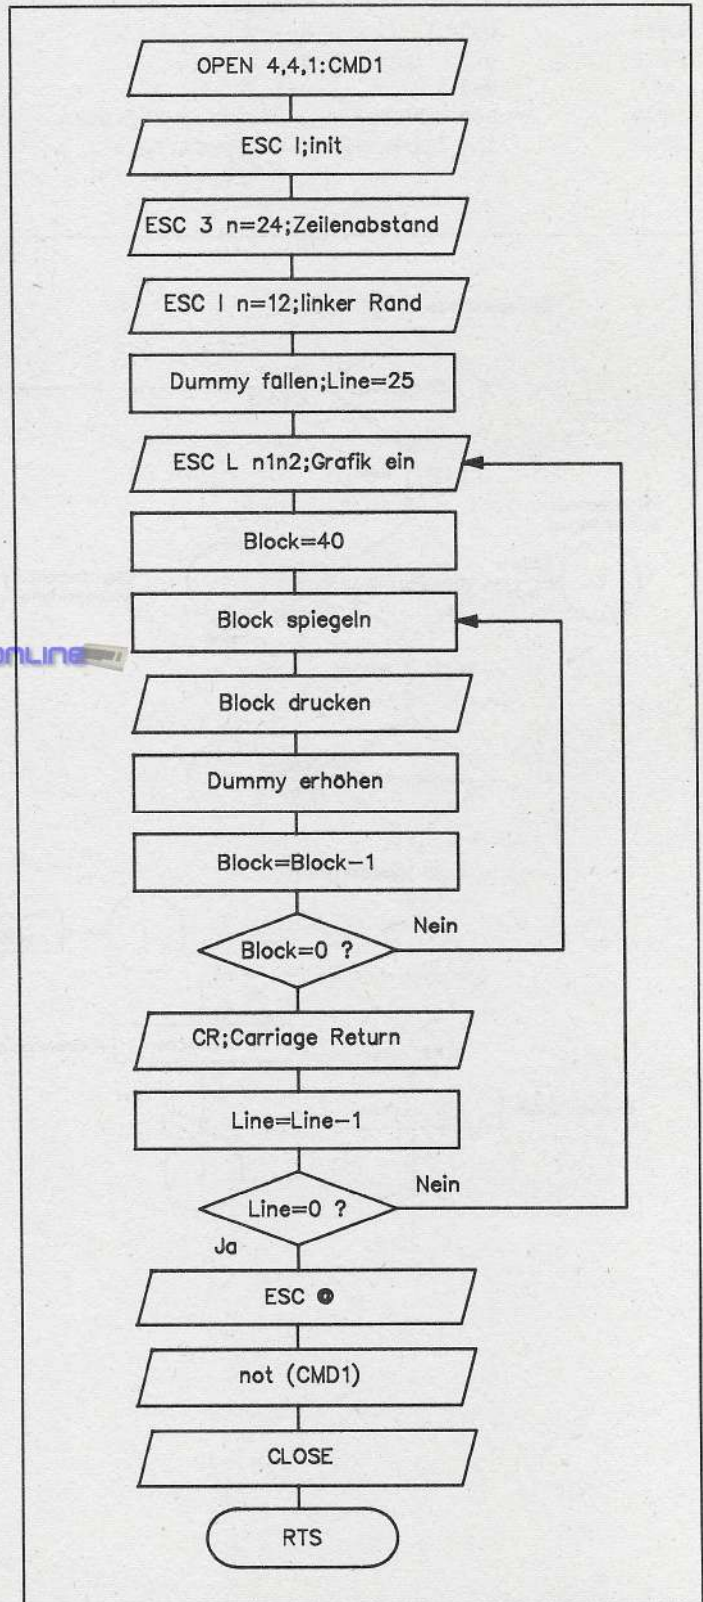 OPEN 4,4,1:CMD1
ESC I;init
ESC 3 n=24;Zeilenabstand
ESC l n=12;linker Rand
Dummy fallen;Line=25
ESC L n1n2;Grafik ein
Block=40
Block spiegeln
online
Block drucken
Dummy erhöhen
Block=Block-1
Nein
Block=0 ?
CR;Carriage Return
Line=Line-1
Nein
Line=0 ?
Ja
ESC @
not (CMD1)
CLOSE
RTS